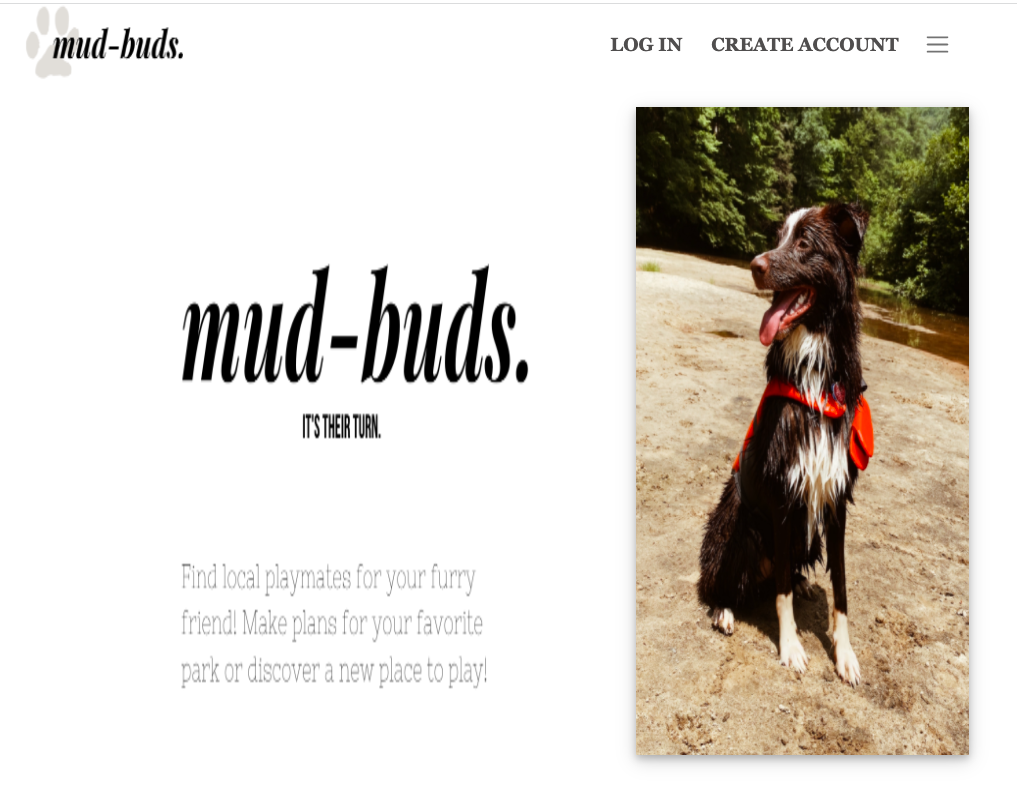 mud-buds.
LOG IN
CREATE ACCOUNT
mud-buds.
IT'S THEIR TURN.
Find local playmates for your furry
friend! Make plans for your favorite
park or discover a new place to play!